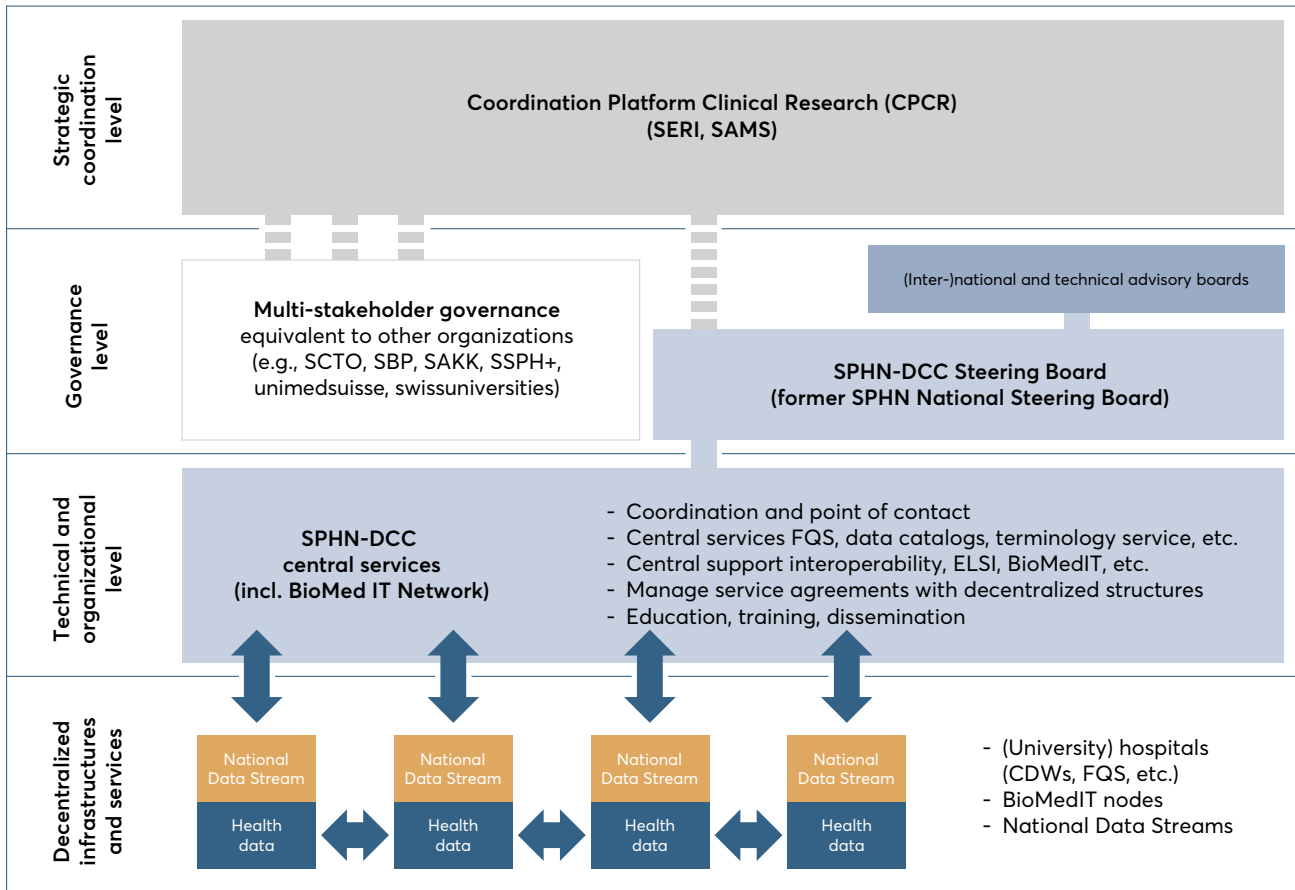 Strategic
coordination
level
Coordination Platform Clinical Research (CPCR)
(SERI, SAMS)
Governance
level
Multi-stakeholder governance
equivalent to other organizations
(e.g., SCTO, SBP, SAKK, SSPH+,
unimedsuisse, swissuniversities)
(Inter-)national and technical advisory boards
SPHN-DCC Steering Board
(former SPHN National Steering Board)
Technical and
organizational
level
SPHN-DCC
central services
(incl. BioMed IT Network)
- Coordination and point of contact
- Central services FQS, data catalogs, terminology service, etc.
- Central support interoperability, ELSI, BioMedIT, etc.
- Manage service agreements with decentralized structures
- Education, training, dissemination
Decentralized
infrastructures
and services
National
Data Stream
Health
data
National
Data Stream
Health
data
National
Data Stream
Health
data
National
Data Stream
Health
data
- (University) hospitals
(CDWs, FQS, etc.)
- BioMedIT nodes
- National Data Streams